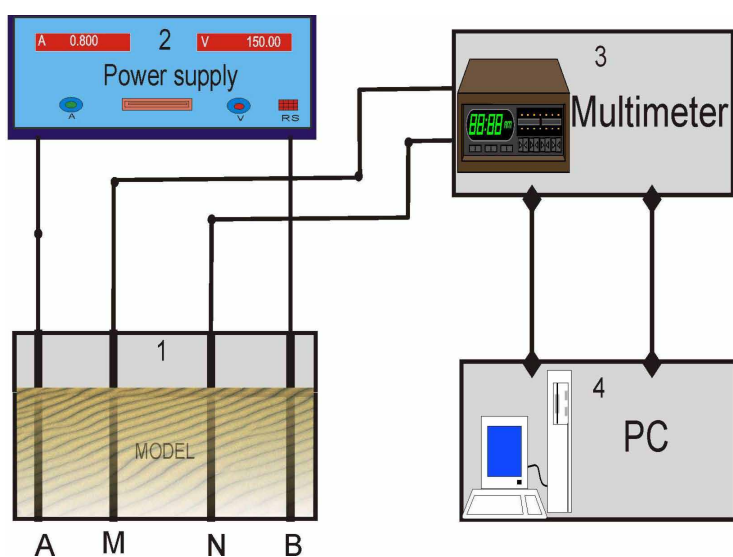 A 0.800 2 V 150.00
Power supply
A V RS
3
Multimeter
88:88
1
MODEL
4
PC
A M N B